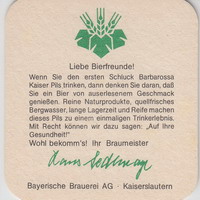 Liebe Bierfreunde!
Wenn Sie den ersten Schluck Barbarossa
Kaiser Pils trinken, dann denken Sie daran, daß
Sie ein Bier von auserlesenem Geschmack
genießen. Reine Naturprodukte, quellfrisches
Bergwasser, lange Lagerzeit und Reife machen
dieses Pils zu einem einmaligen Trinkerlebnis.
Mit Recht können wir dazu sagen: „Auf Ihre
Gesundheit!“
Wohl bekomm's! Ihr Braumeister
Hans
Bayerische Brauerei AG · Kaiserslautern